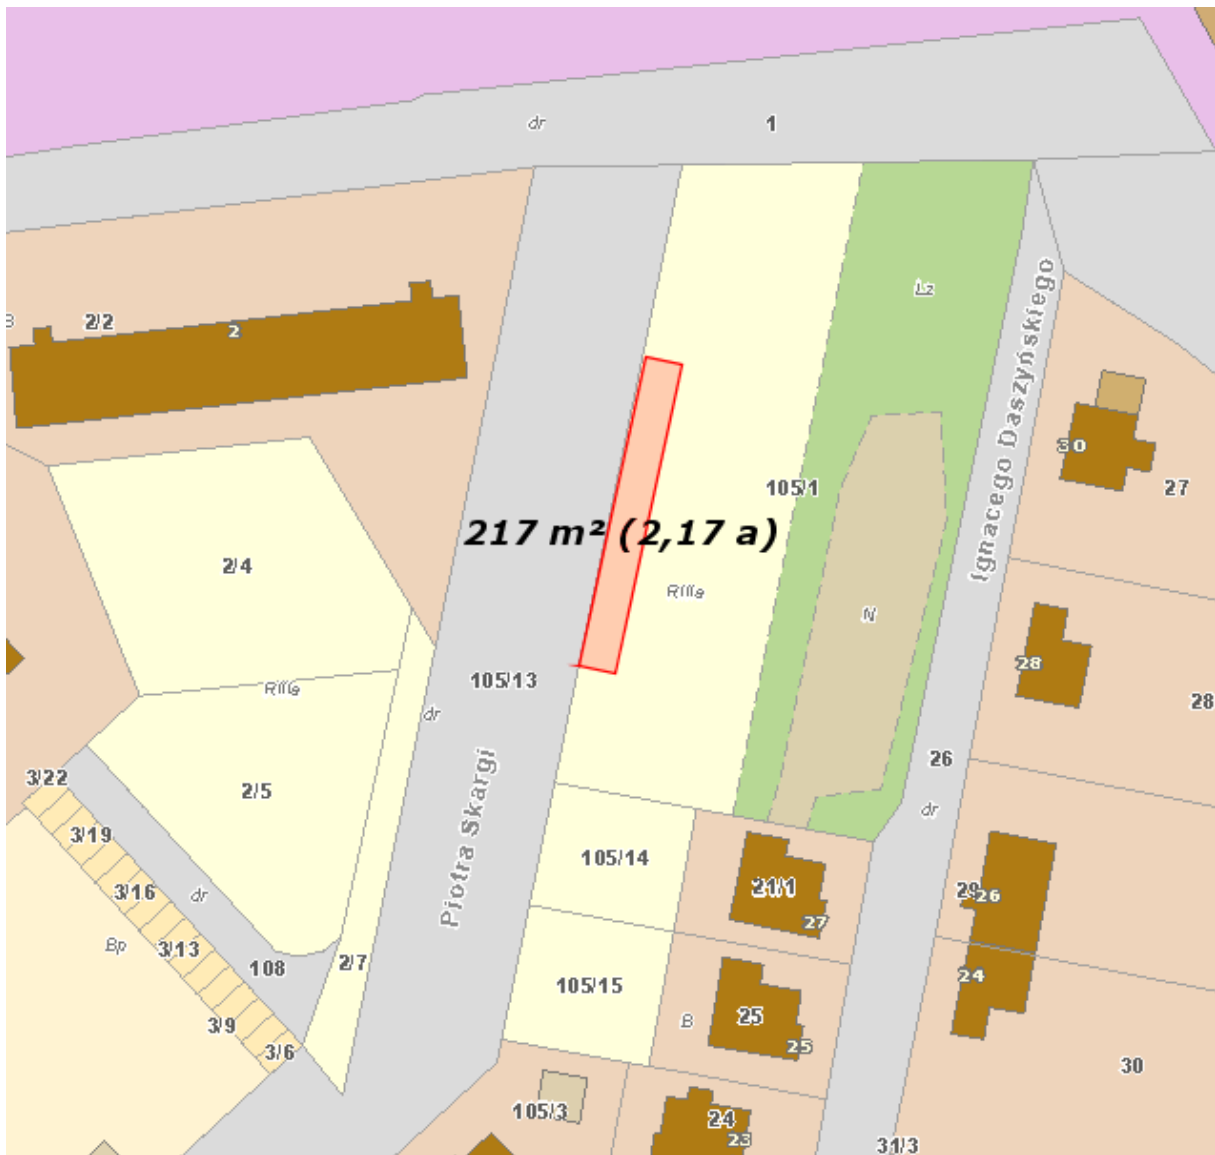 dr
1
Lz
B
2/2
2
Ignacego Daszyńskiego
30
27
105/1
217 m² (2,17 a)
2/4
RIIIa
N
28
105/13
RIIIa
28
dr
26
3/22
2/5
dr
3/19
Piotra Skargi
105/14
3/16
dr
21/1
29
26
27
Bp
3/13
2/7
108
24
105/15
25
B
3/9
25
3/6
30
105/3
24
23
31/3